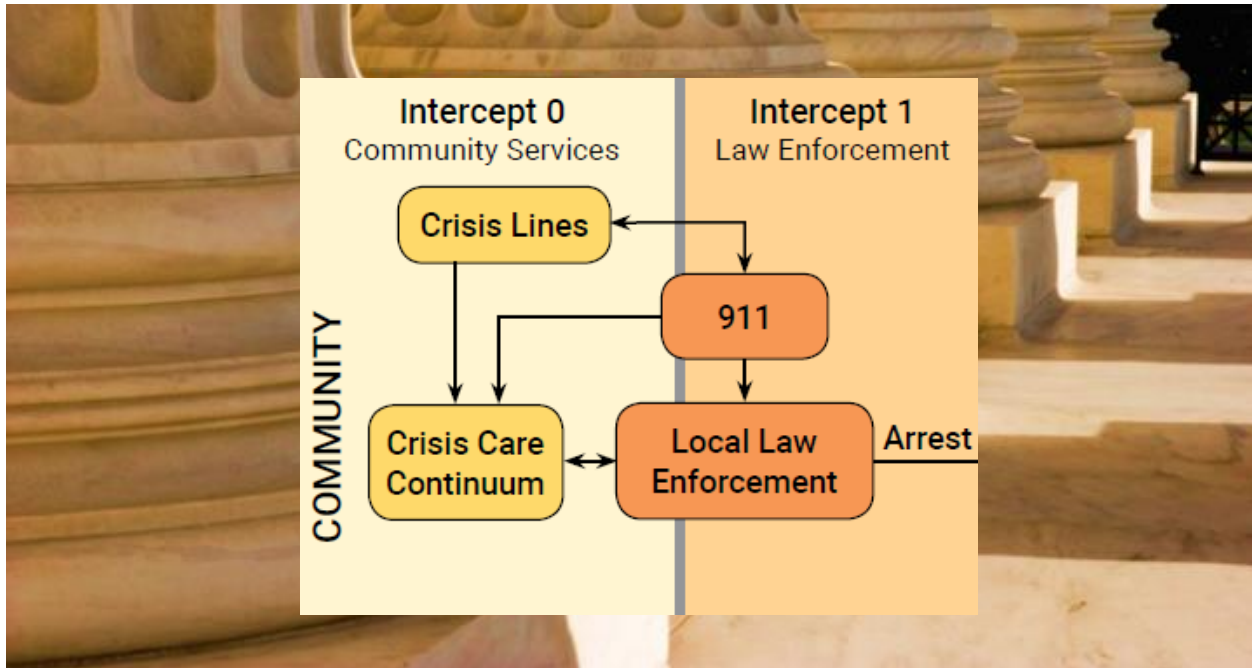 Intercept 0
Community Services
Intercept 1
Law Enforcement
Crisis Lines
911
COMMUNITY
Crisis Care
Continuum
Local Law
Enforcement
Arrest